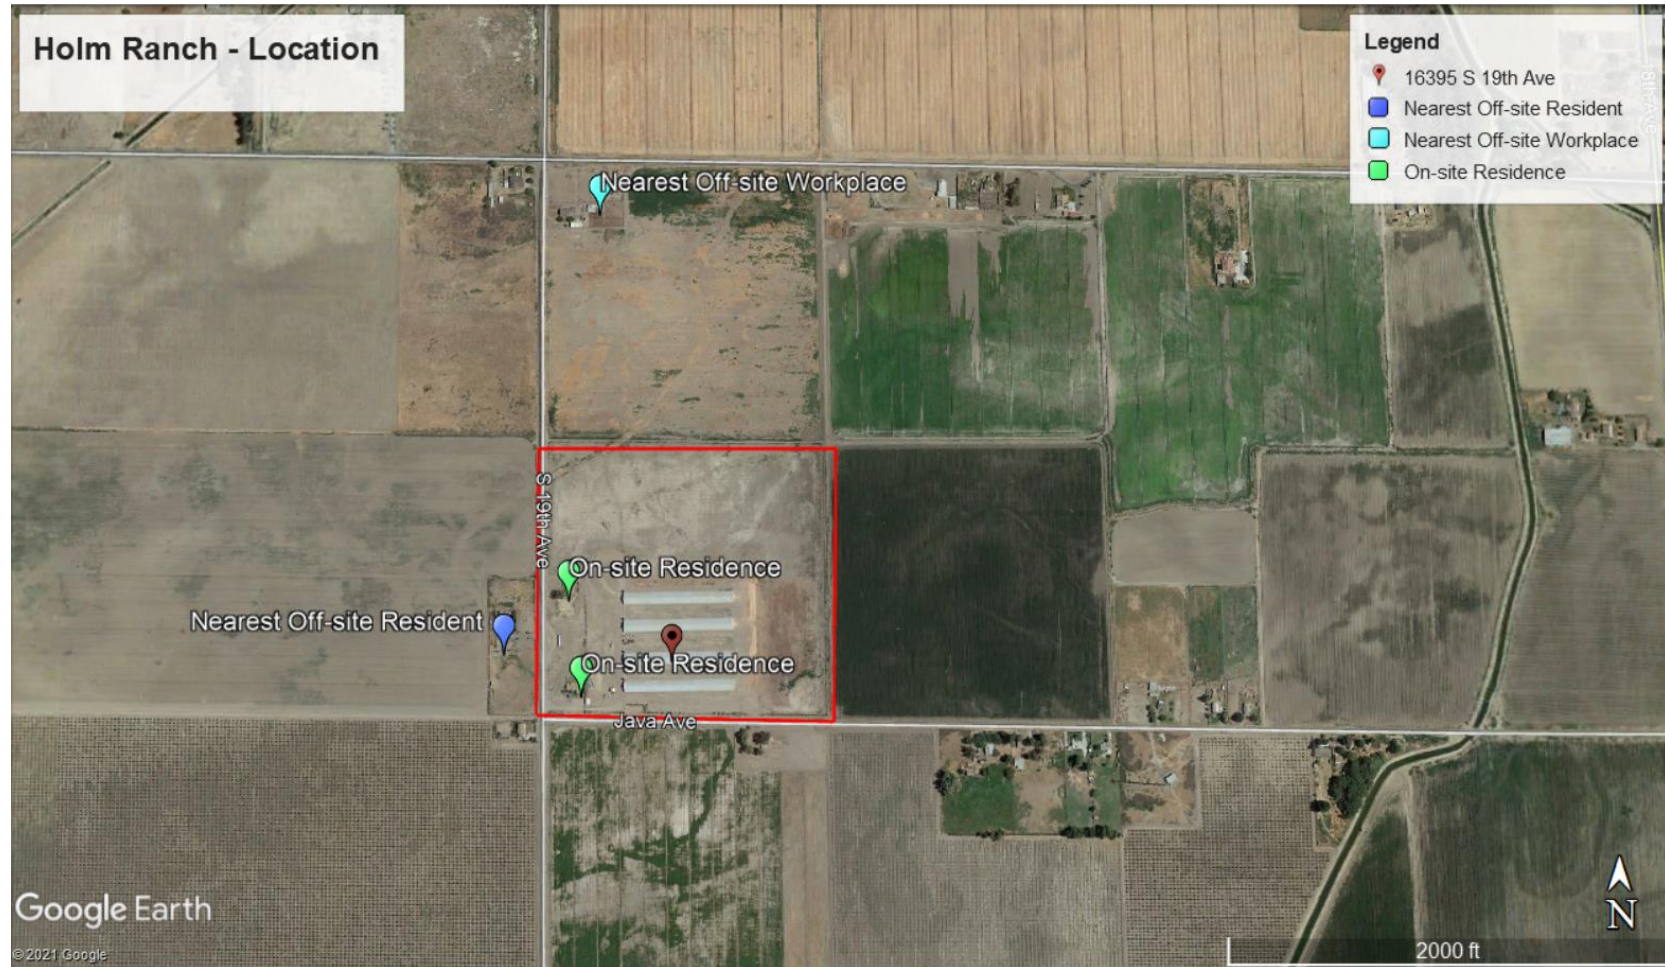 Holm Ranch - Location
Legend
16395 S 19th Ave
Nearest Off-site Resident
Nearest Off-site Workplace
On-site Residence
18th Ave
Nearest Off-site Workplace
S 19th Ave
On-site Residence
Nearest Off-site Resident
On-site Residence
Java Ave
Google Earth
© 2021 Google
N
2000 ft